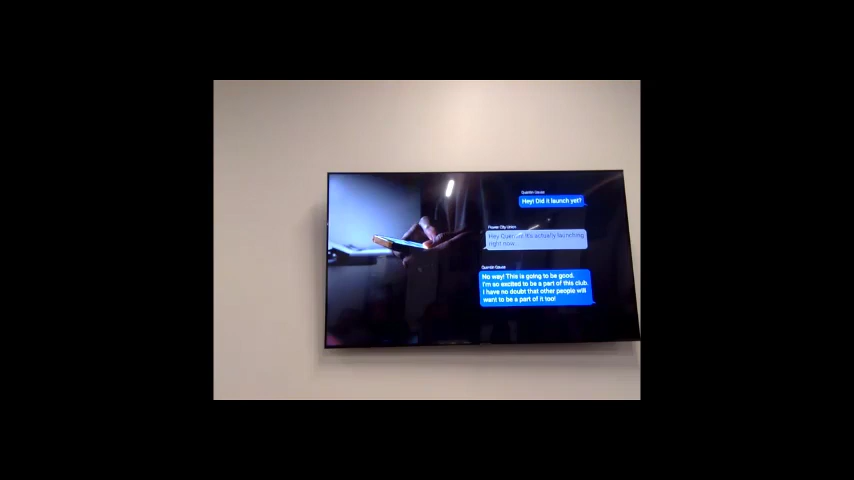 Hey! Did it launch yet?
Hey Quentin! It's actually launching
right now.
No way! This is going to be good.
I'm so excited to be a part of this club.
I have no doubt that other people will
want to be a part of it too!